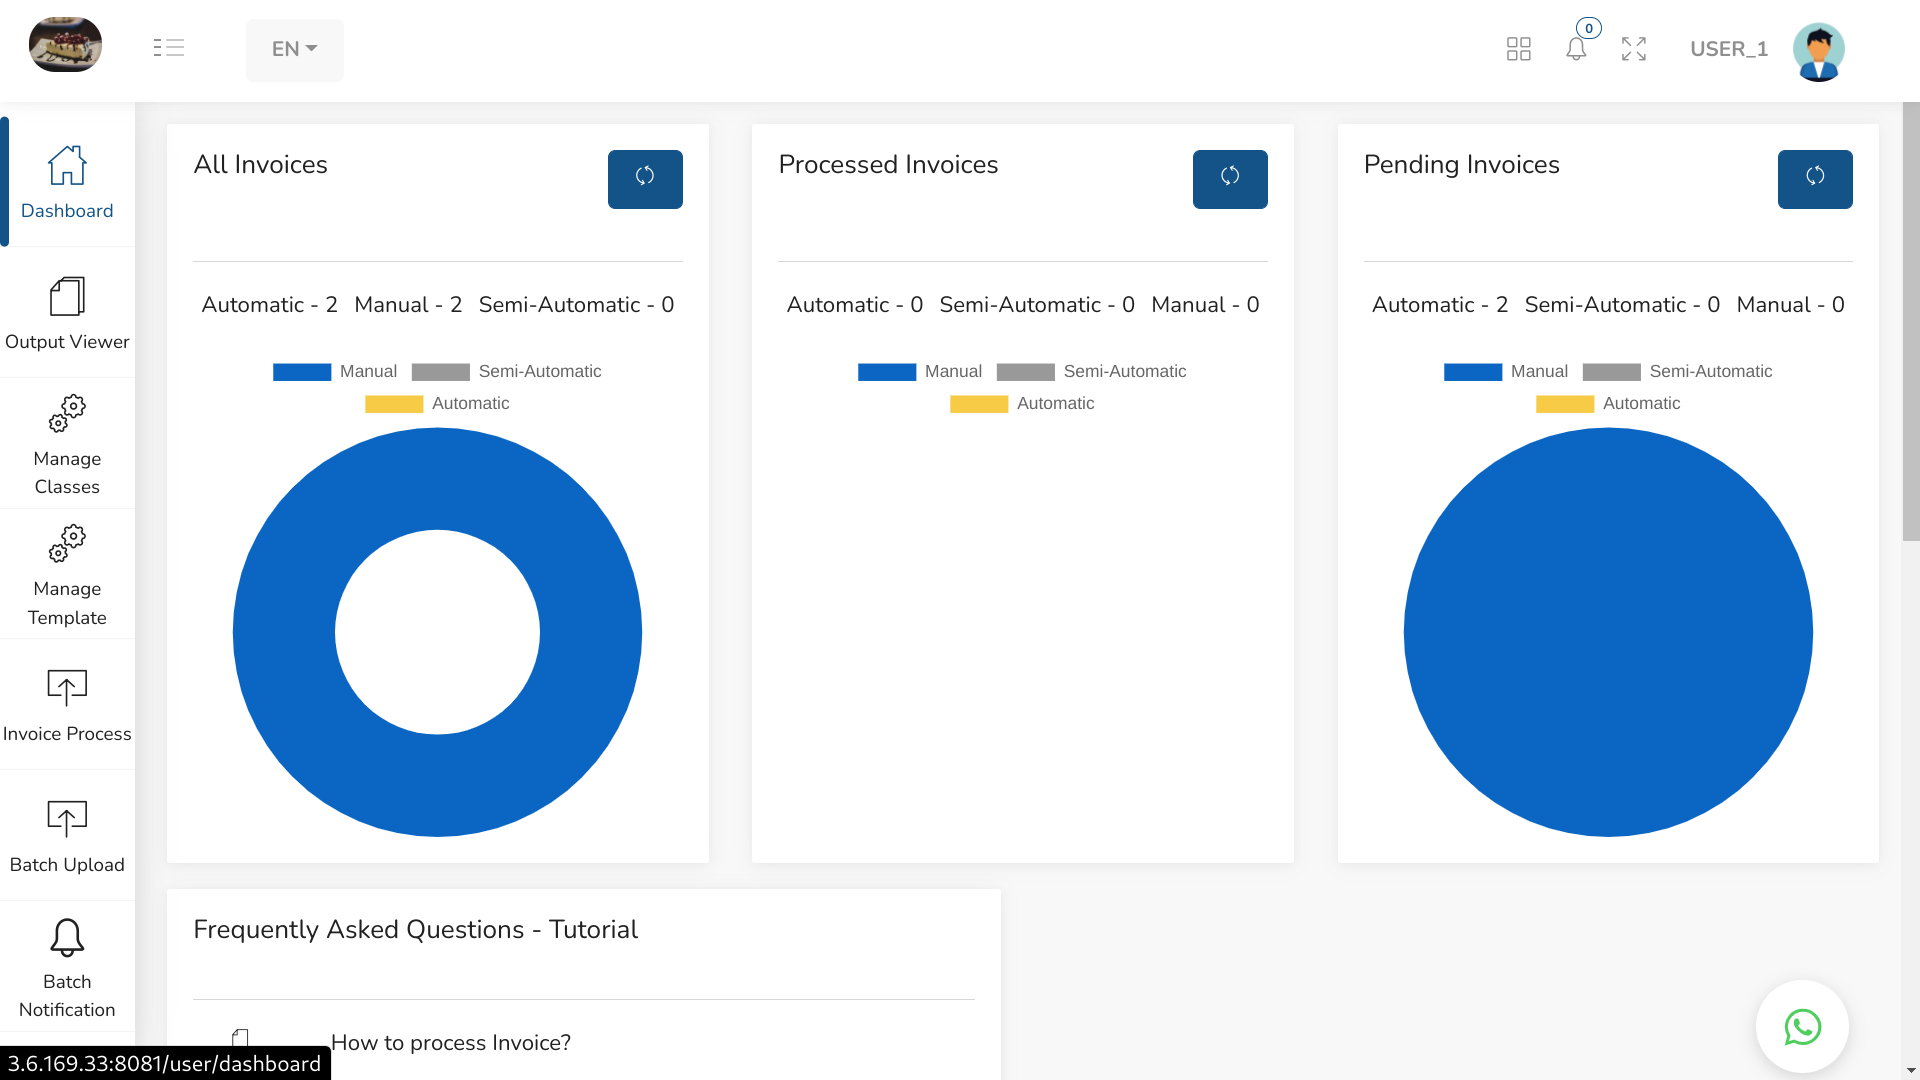 EN
0
USER_1
Dashboard
Output Viewer
Manage
Classes
Manage
Template
Invoice Process
Batch Upload
Batch
Notification
All Invoices
Automatic - 2 Manual - 2 Semi-Automatic - 0
Manual Semi-Automatic
Automatic
Processed Invoices
Automatic - 0 Semi-Automatic - 0 Manual - 0
Manual Semi-Automatic
Automatic
Pending Invoices
Automatic - 2 Semi-Automatic - 0 Manual - 0
Manual Semi-Automatic
Automatic
Frequently Asked Questions - Tutorial
How to process Invoice?
3.6.169.33:8081/user/dashboard